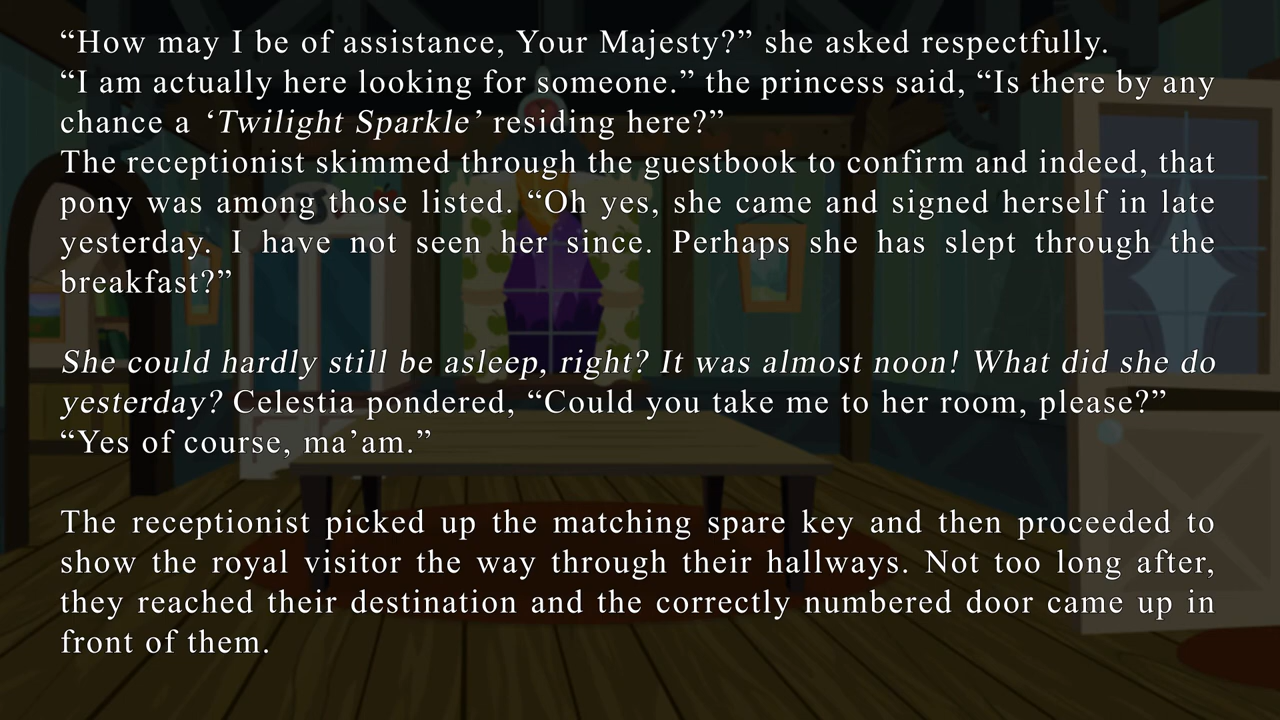 “How may I be of assistance, Your Majesty?” she asked respectfully.
“I am actually here looking for someone.” the princess said, “Is there by any
chance a ‘Twilight Sparkle’ residing here?”
The receptionist skimmed through the guestbook to confirm and indeed, that
pony was among those listed. “Oh yes, she came and signed herself in late
yesterday. I have not seen her since. Perhaps she has slept through the
breakfast?”
She could hardly still be asleep, right? It was almost noon! What did she do
yesterday? Celestia pondered, “Could you take me to her room, please?”
“Yes of course, ma’am.”
The receptionist picked up the matching spare key and then proceeded to
show the royal visitor the way through their hallways. Not too long after,
they reached their destination and the correctly numbered door came up in
front of them.